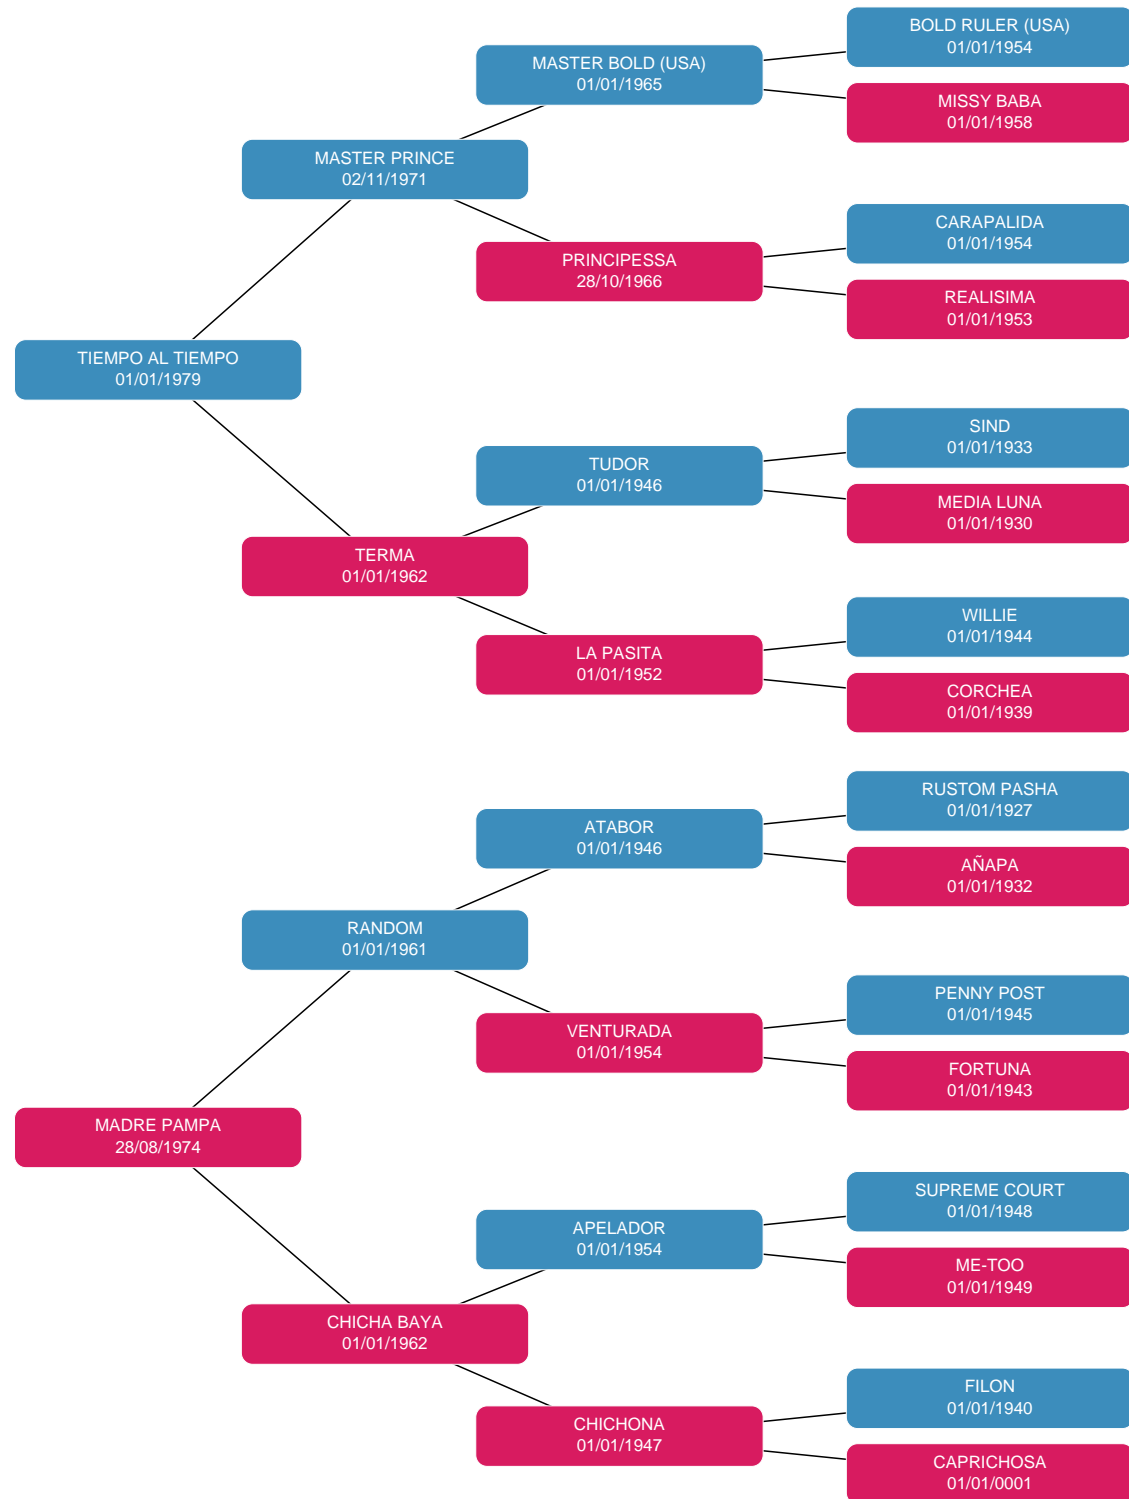 BOLD RULER (USA)
01/01/1954
MASTER BOLD (USA)
01/01/1965
MISSY BABA
01/01/1958
MASTER PRINCE
02/11/1971
CARAPALIDA
01/01/1954
PRINCIPESSA
28/10/1966
REALISIMA
01/01/1953
TIEMPO AL TIEMPO
01/01/1979
SIND
01/01/1933
TUDOR
01/01/1946
MEDIA LUNA
01/01/1930
TERMA
01/01/1962
WILLIE
01/01/1944
LA PASITA
01/01/1952
CORCHEA
01/01/1939
RUSTOM PASHA
01/01/1927
ATABOR
01/01/1946
AÑAPA
01/01/1932
RANDOM
01/01/1961
PENNY POST
01/01/1945
VENTURADA
01/01/1954
FORTUNA
01/01/1943
MADRE PAMPA
28/08/1974
SUPREME COURT
01/01/1948
APELADOR
01/01/1954
ME-TOO
01/01/1949
CHICHA BAYA
01/01/1962
FILON
01/01/1940
CHICHONA
01/01/1947
CAPRICHOSA
01/01/0001